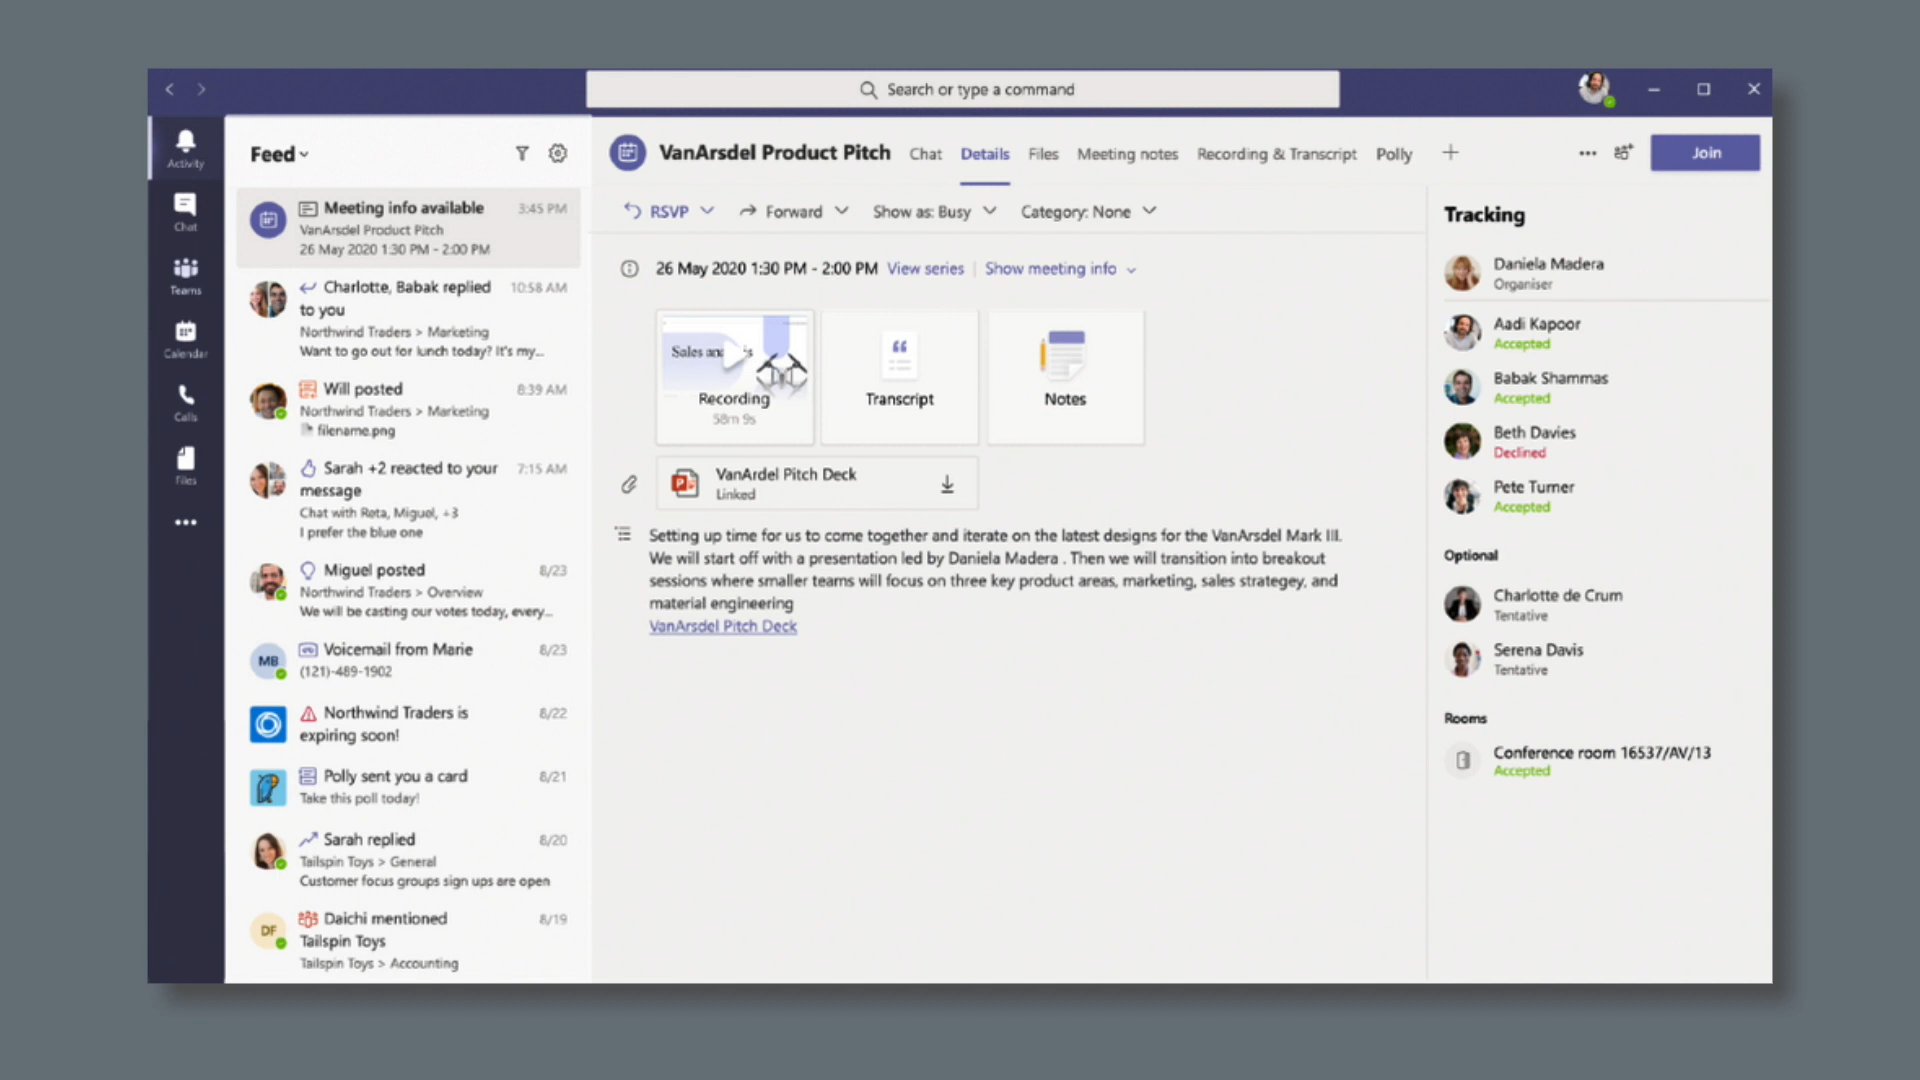 Search or type a command
Activity
Chat
Teams
Calendar
Calls
Files
Feed
Meeting info available 3:45 PM
VanArsdel Product Pitch
26 May 2020 1:30 PM - 2:00 PM
Charlotte, Babak replied 10:58 AM
to you
Northwind Traders > Marketing
Want to go out for lunch today? It's my...
Will posted 8:39 AM
Northwind Traders > Marketing
filename.png
Sarah +2 reacted to your 7:15 AM
message
Chat with Reta, Miguel, +3
I prefer the blue one
Miguel posted 8/23
Northwind Traders > Overview
We will be casting our votes today, every...
MB
Voicemail from Marie 8/23
(121)-489-1902
Northwind Traders is 8/22
expiring soon!
Polly sent you a card 8/21
Take this poll today!
Sarah replied 8/20
Tailspin Toys > General
Customer focus groups sign ups are open
DF
Daichi mentioned 8/19
Tailspin Toys
Tailspin Toys > Accounting
VanArsdel Product Pitch Chat Details Files Meeting notes Recording & Transcript Polly
Join
RSVP Forward Show as: Busy Category: None
26 May 2020 1:30 PM - 2:00 PM View series Show meeting info
Sales
Recording
58m 9s
Transcript
Notes
VanArdel Pitch Deck
Linked
Setting up time for us to come together and iterate on the latest designs for the VanArsdel Mark III.
We will start off with a presentation led by Daniela Madera . Then we will transition into breakout
sessions where smaller teams will focus on three key product areas, marketing, sales strategey, and
material engineering
VanArsdel Pitch Deck
Tracking
Daniela Madera
Organiser
Aadi Kapoor
Accepted
Babak Shammas
Accepted
Beth Davies
Declined
Pete Turner
Accepted
Optional
Charlotte de Crum
Tentative
Serena Davis
Tentative
Rooms
Conference room 16537/AV/13
Accepted